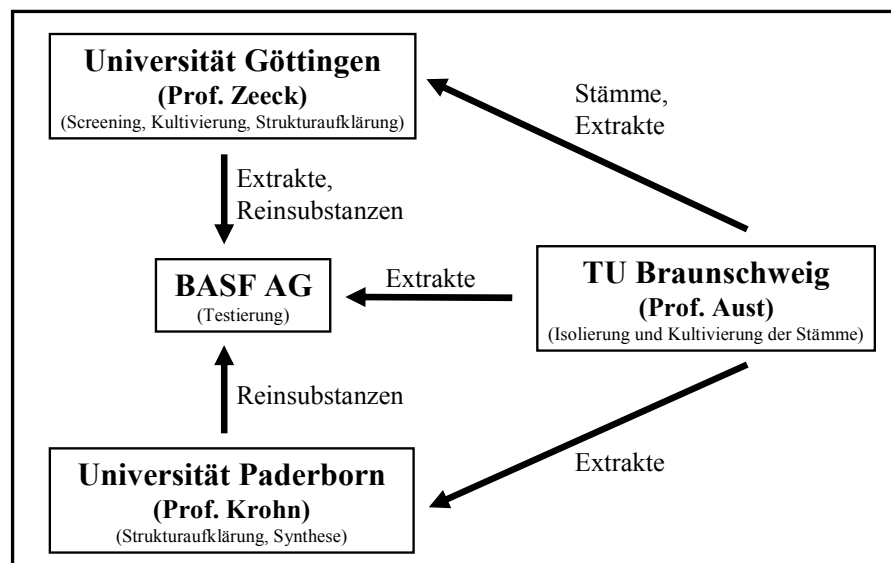 Universität Göttingen
(Prof. Zeeck)
(Screening, Kultivierung, Strukturaufklärung)
Stämme,
Extrakte
Extrakte,
Reinsubstanzen
BASF AG
(Testierung)
Extrakte
TU Braunschweig
(Prof. Aust)
(Isolierung und Kultivierung der Stämme)
Reinsubstanzen
Extrakte
Universität Paderborn
(Prof. Krohn)
(Strukturaufklärung, Synthese)